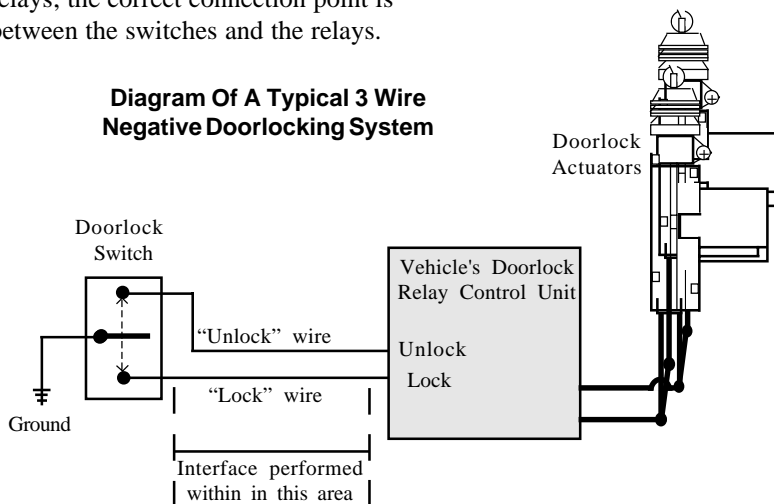 elays, the correct connection point is
between the switches and the relays.
Diagram Of A Typical 3 Wire
Negative Doorlocking System
Doorlock
Actuators
Doorlock
Switch
Vehicle's Doorlock
Relay Control Unit
“Unlock” wire
Unlock
Lock
“Lock” wire
Ground
Interface performed
within in this area